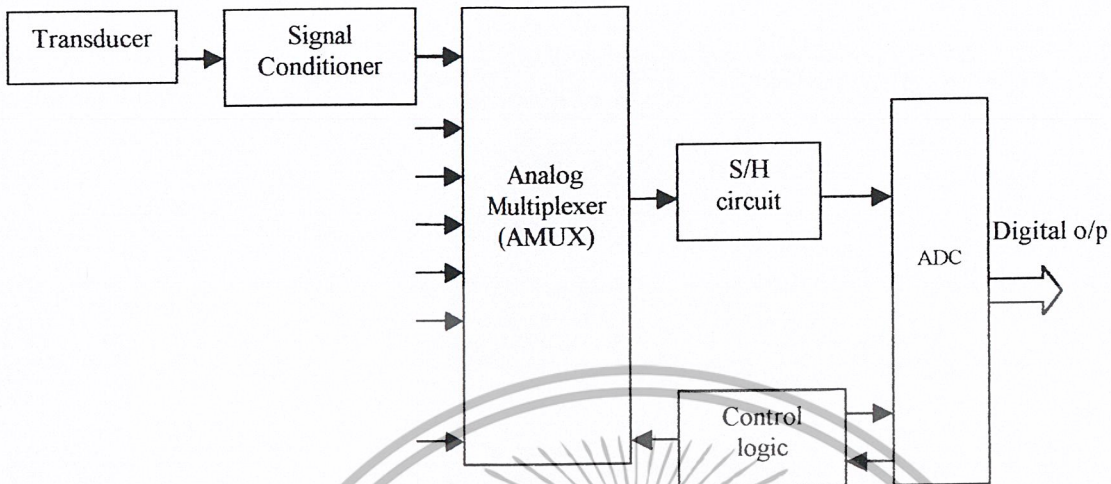 Transducer
Signal
Conditioner
Analog
Multiplexer
(AMUX)
S/H
circuit
ADC
Digital o/p
Control
logic